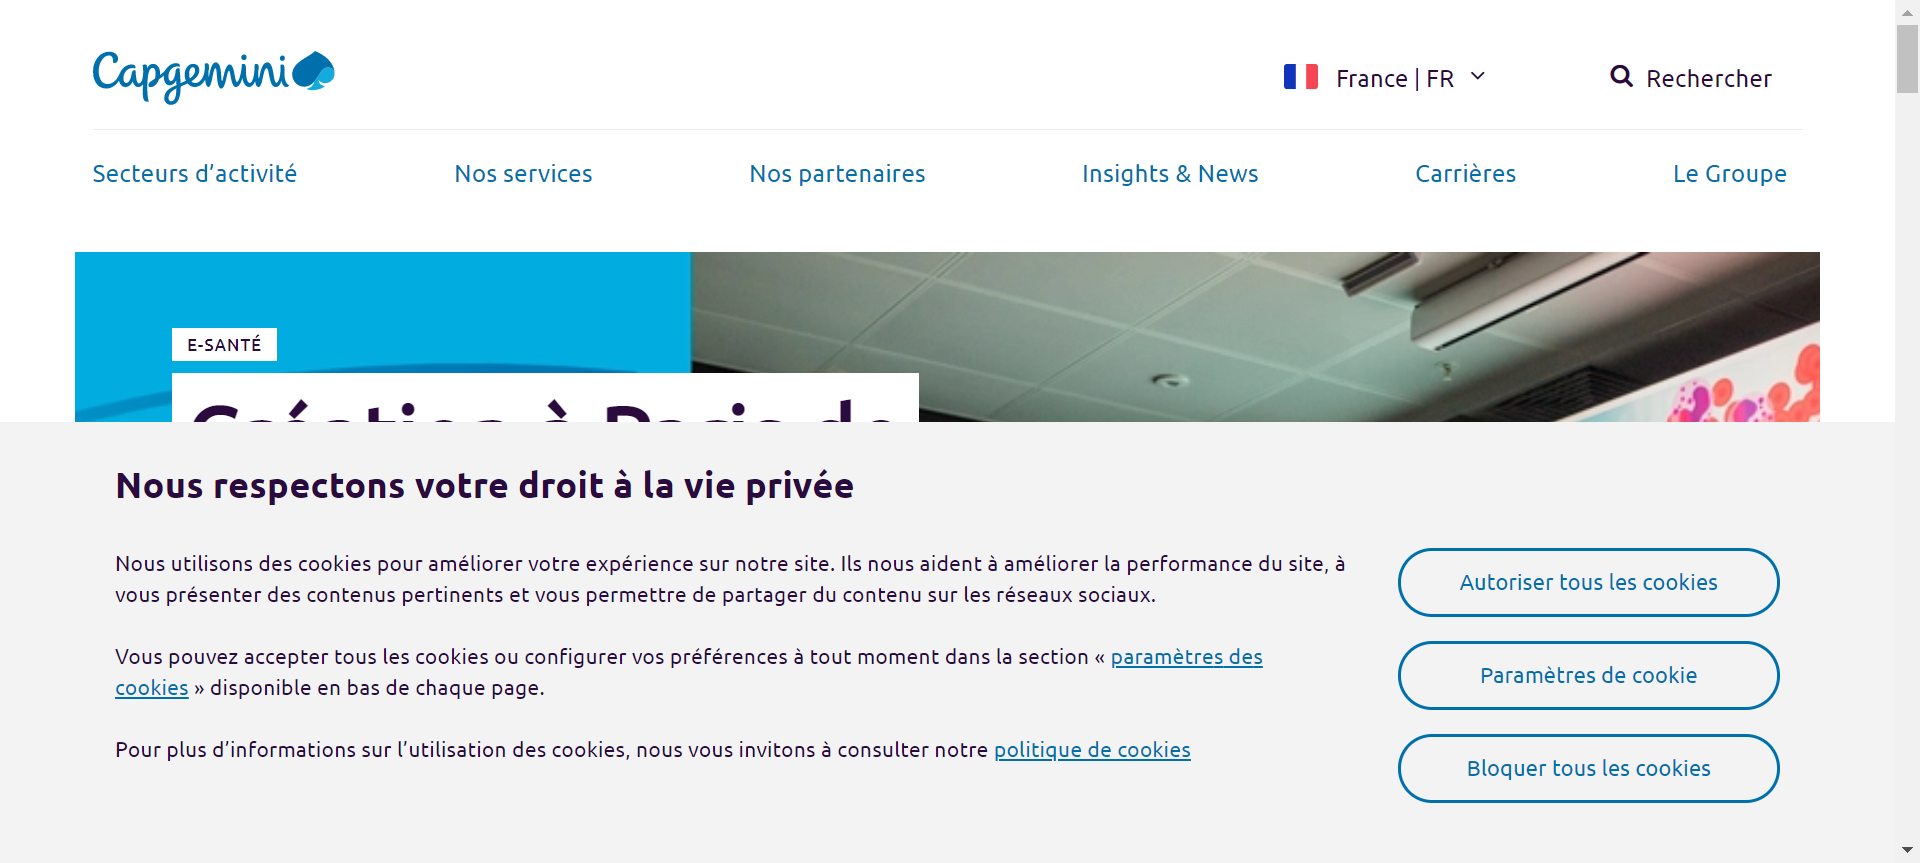 Capgemini
France | FR
Rechercher
Secteurs d’activité
Nos services
Nos partenaires
Insights & News
Carrières
Le Groupe
E-SANTÉ
Création à Paris de
Nous respectons votre droit à la vie privée
Nous utilisons des cookies pour améliorer votre expérience sur notre site. Ils nous aident à améliorer la performance du site, à
vous présenter des contenus pertinents et vous permettre de partager du contenu sur les réseaux sociaux.
Vous pouvez accepter tous les cookies ou configurer vos préférences à tout moment dans la section « paramètres des
cookies » disponible en bas de chaque page.
Pour plus d’informations sur l’utilisation des cookies, nous vous invitons à consulter notre politique de cookies
Autoriser tous les cookies
Paramètres de cookie
Bloquer tous les cookies